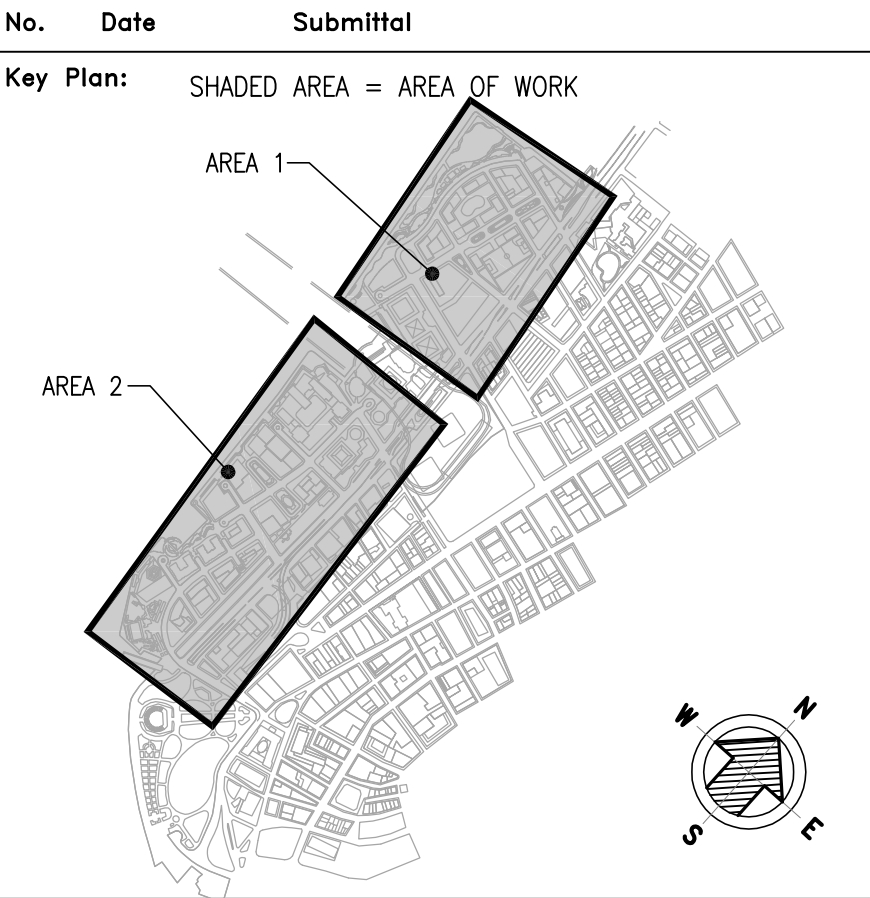 No. Date Submittal
Key Plan: SHADED AREA = AREA OF WORK
AREA 1
AREA 2
W N
S E